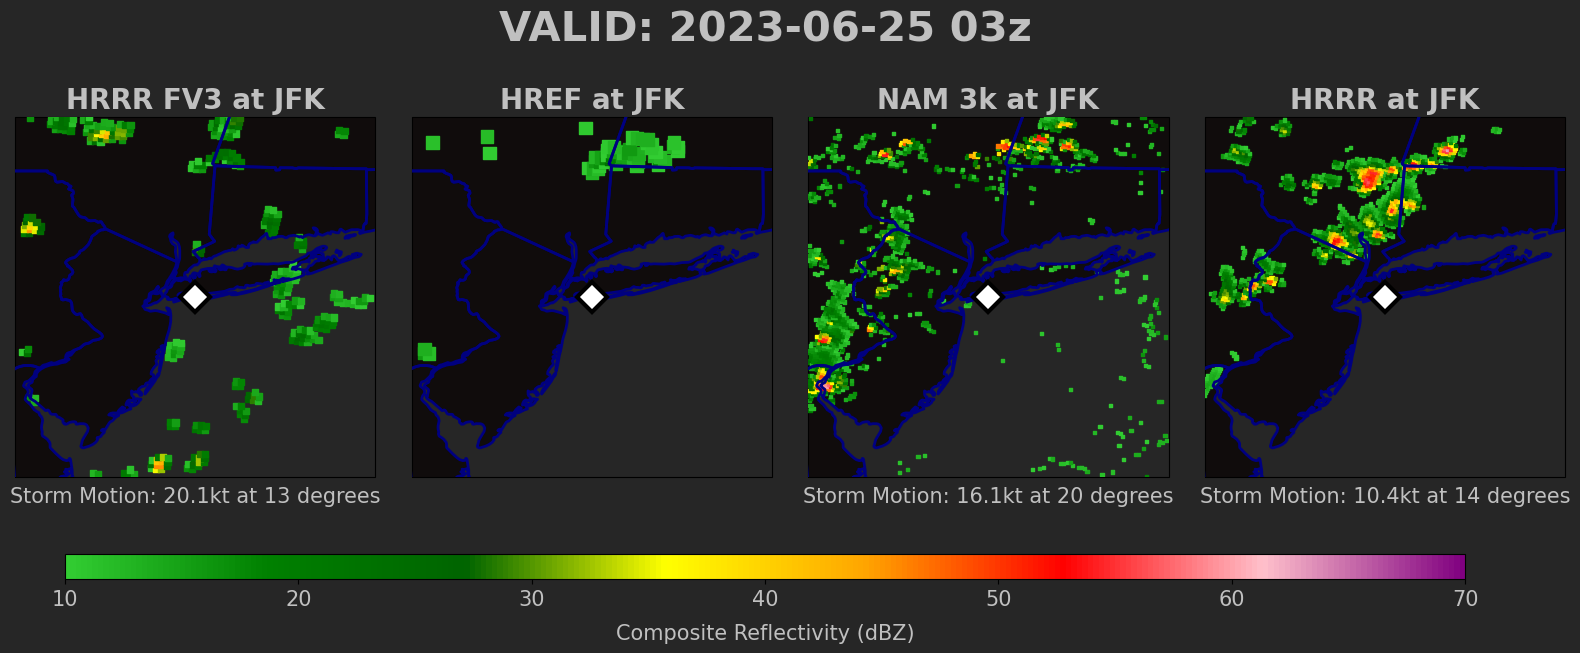 VALID: 2023-06-25 03z
HRRR FV3 at JFK
HREF at JFK
NAM 3k at JFK
HRRR at JFK
Storm Motion: 20.1kt at 13 degrees
Storm Motion: 16.1kt at 20 degrees
Storm Motion: 10.4kt at 14 degrees
10 20 30 40 50 60 70
Composite Reflectivity (dBZ)